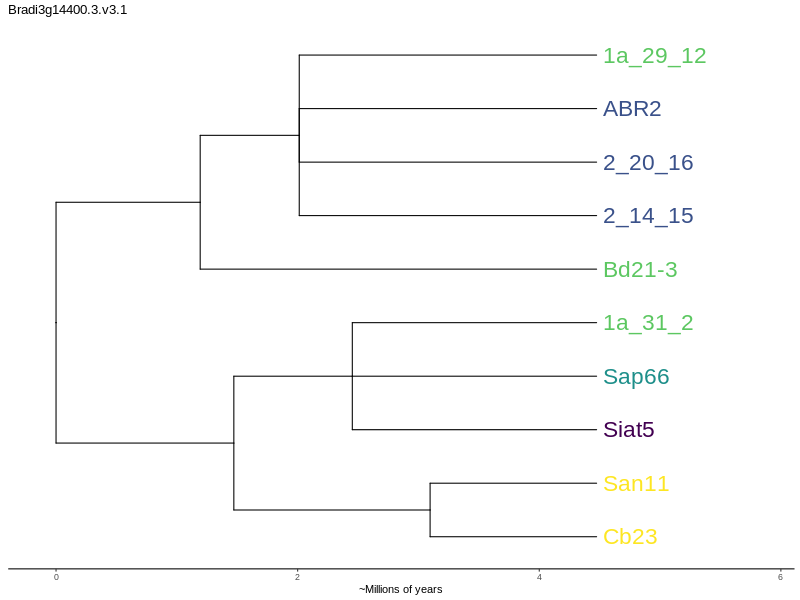 Bradi3g14400.3.v3.1
1a_29_12
ABR2
2_20_16
2_14_15
Bd21-3
1a_31_2
Sap66
Siat5
San11
Cb23
0 2 4 6
~Millions of years